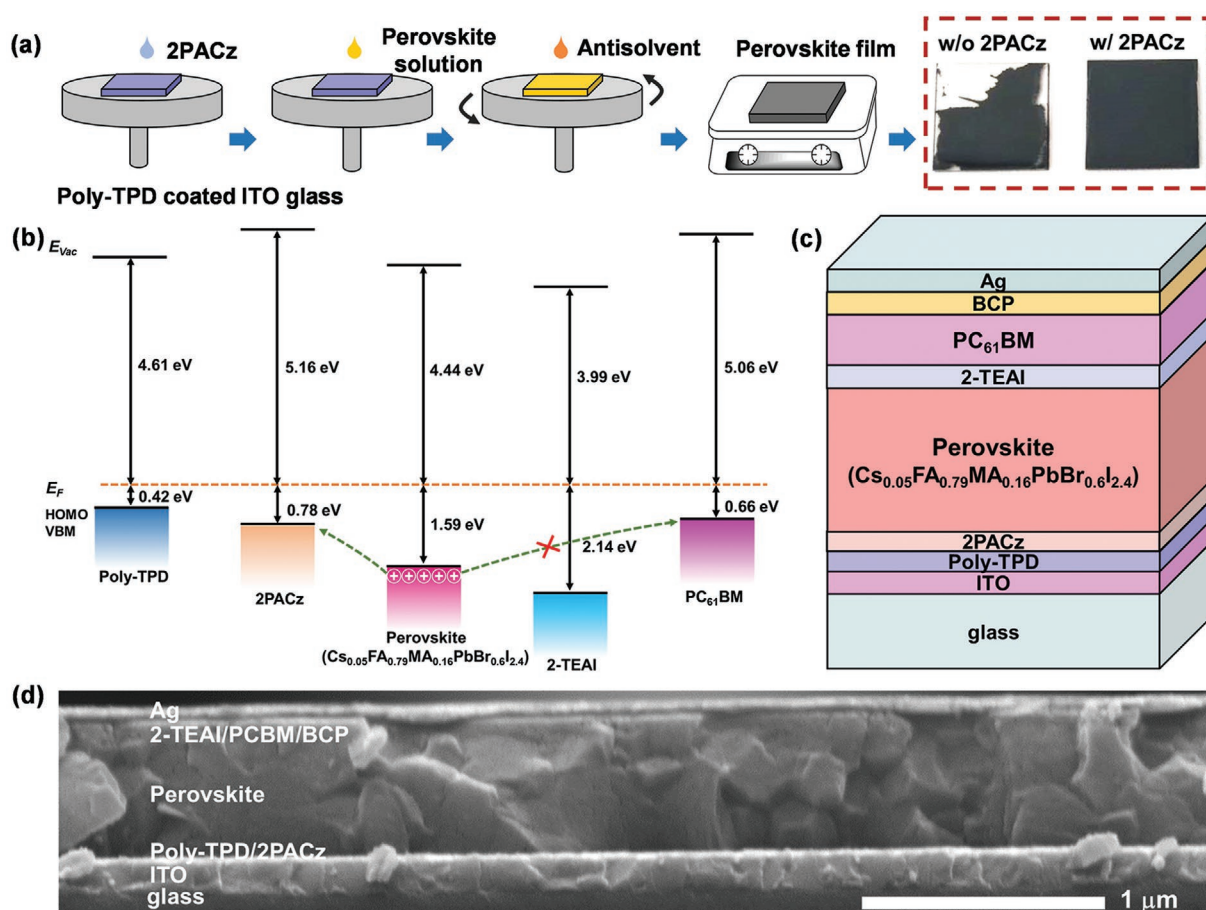 (a)
2PACz
Perovskite
solution
Antisolvent
Perovskite film
w/o 2PACz
w/ 2PACz
Poly-TPD coated ITO glass
(b)
E_Vac
4.61 eV
5.16 eV
4.44 eV
3.99 eV
5.06 eV
E_F
HOMO
VBM
0.42 eV
0.78 eV
1.59 eV
2.14 eV
0.66 eV
Poly-TPD
2PACz
Perovskite
(Cs0.05FA0.79MA0.16PbBr0.6I2.4)
2-TEAI
PC61BM
(c)
Ag
BCP
PC61BM
2-TEAI
Perovskite
(Cs0.05FA0.79MA0.16PbBr0.6I2.4)
2PACz
Poly-TPD
ITO
glass
(d)
Ag
2-TEAI/PCBM/BCP
Perovskite
Poly-TPD/2PACz
ITO
glass
1 μm